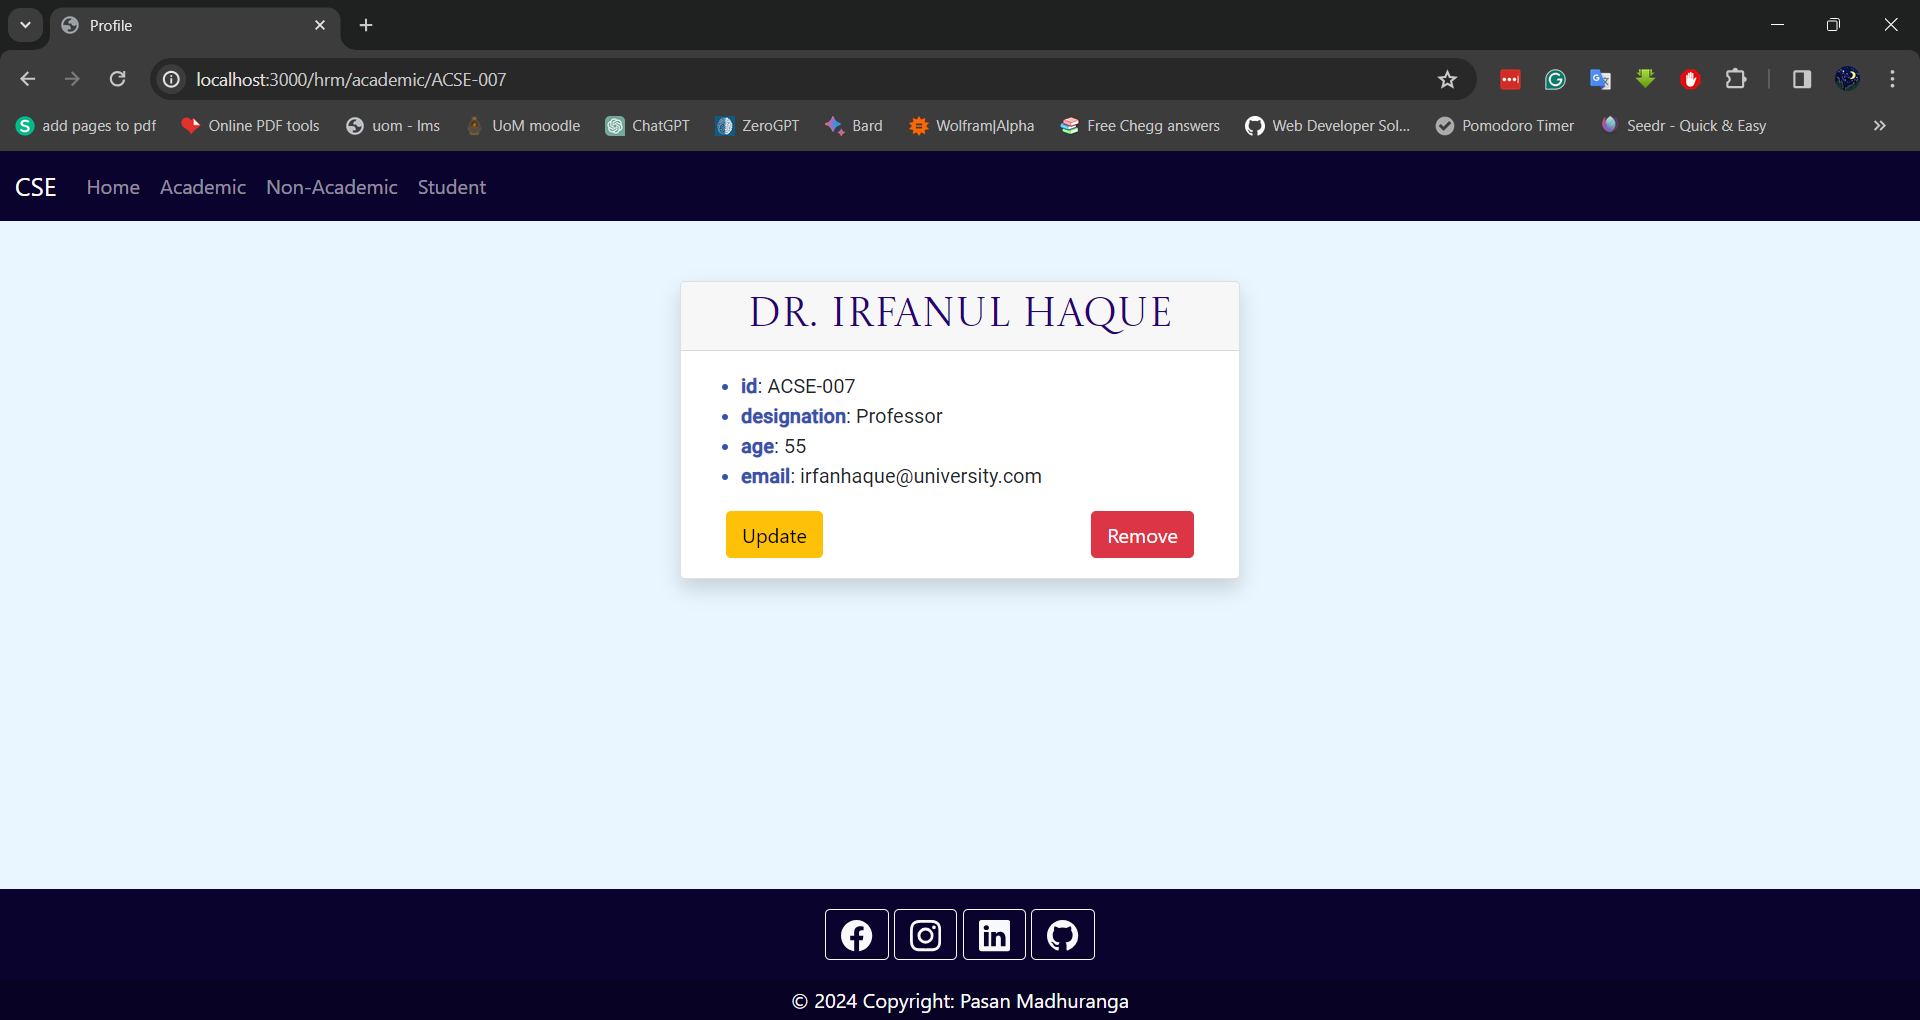 Profile
localhost:3000/hrm/academic/ACSE-007
add pages to pdf Online PDF tools uom - lms UoM moodle ChatGPT ZeroGPT Bard Wolfram|Alpha Free Chegg answers Web Developer Sol... Pomodoro Timer Seedr - Quick & Easy
CSE Home Academic Non-Academic Student
DR. IRFANUL HAQUE
id: ACSE-007
designation: Professor
age: 55
email: irfanhaque@university.com
Update Remove
© 2024 Copyright: Pasan Madhuranga